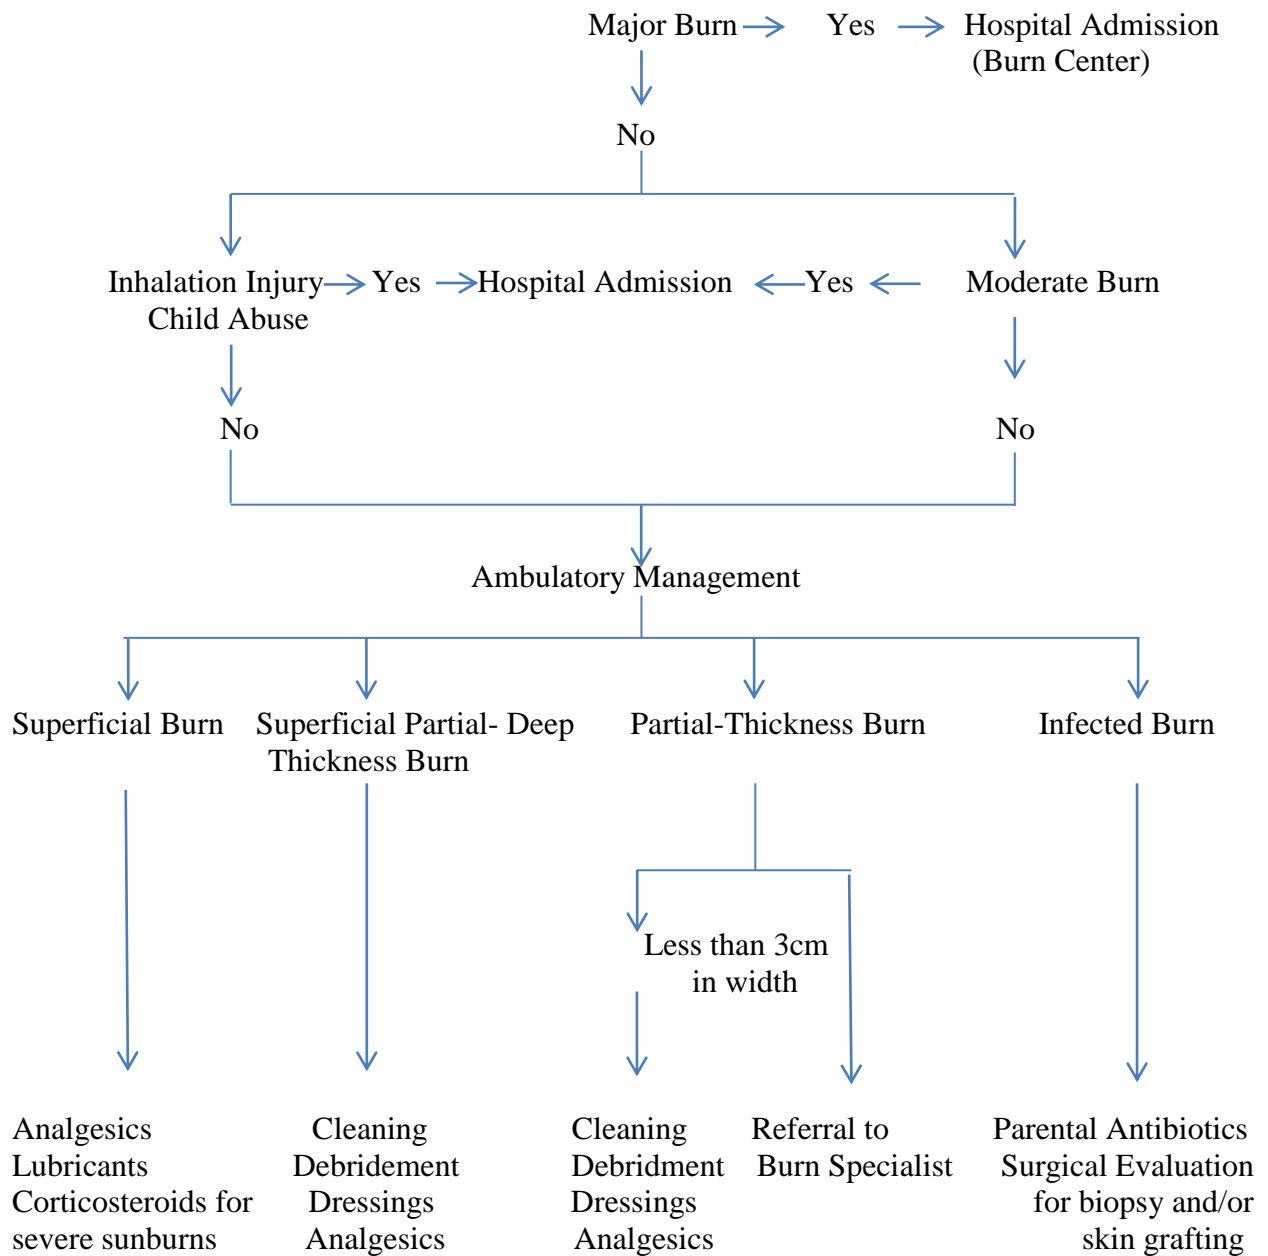 Major Burn Yes Hospital Admission
(Burn Center)
No
Inhalation Injury Yes Hospital Admission Yes Moderate Burn
Child Abuse
No No
Ambulatory Management
Superficial Burn Superficial Partial- Deep Partial-Thickness Burn Infected Burn
Thickness Burn
Less than 3cm
in width
Analgesics Cleaning Cleaning Referral to Parental Antibiotics
Lubricants Debridement Debridment Burn Specialist Surgical Evaluation
Corticosteroids for Dressings Dressings for biopsy and/or
severe sunburns Analgesics Analgesics skin grafting